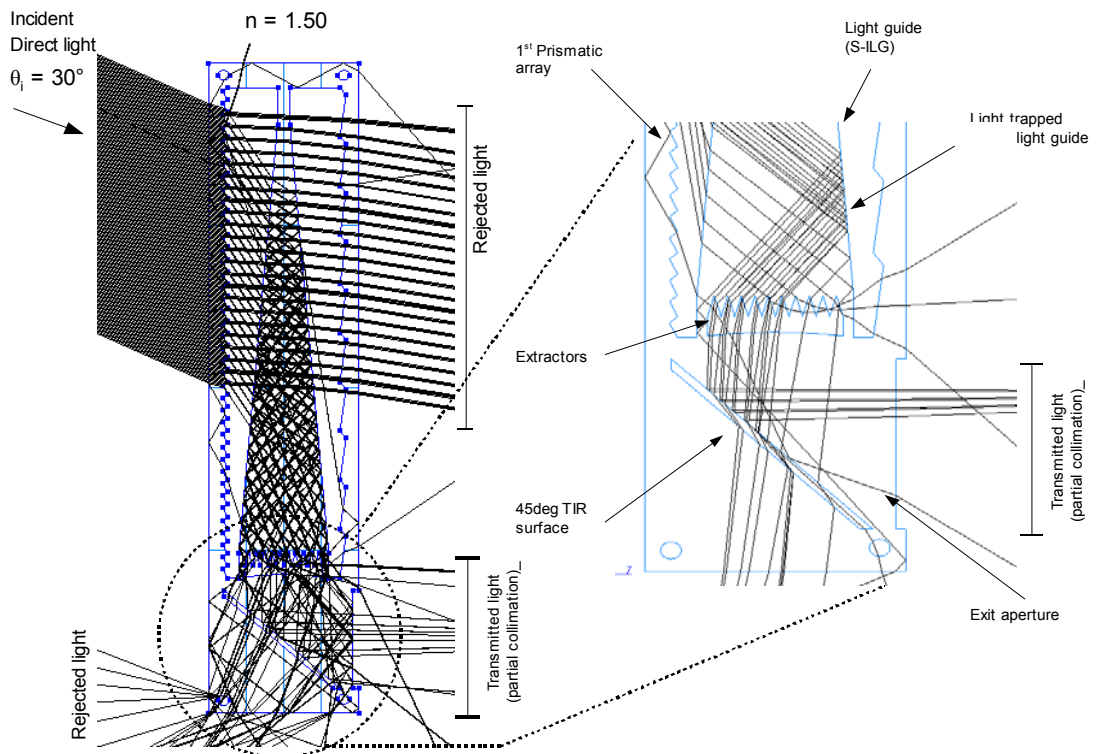 Incident
Direct light
θi = 30°
n = 1.50
Rejected light
Transmitted light
(partial collimation)_
Rejected light
1st Prismatic
array
Light guide
(S-ILG)
Light trapped
light guide
Extractors
45deg TIR
surface
Transmitted light
(partial collimation)_
Exit aperture
Z